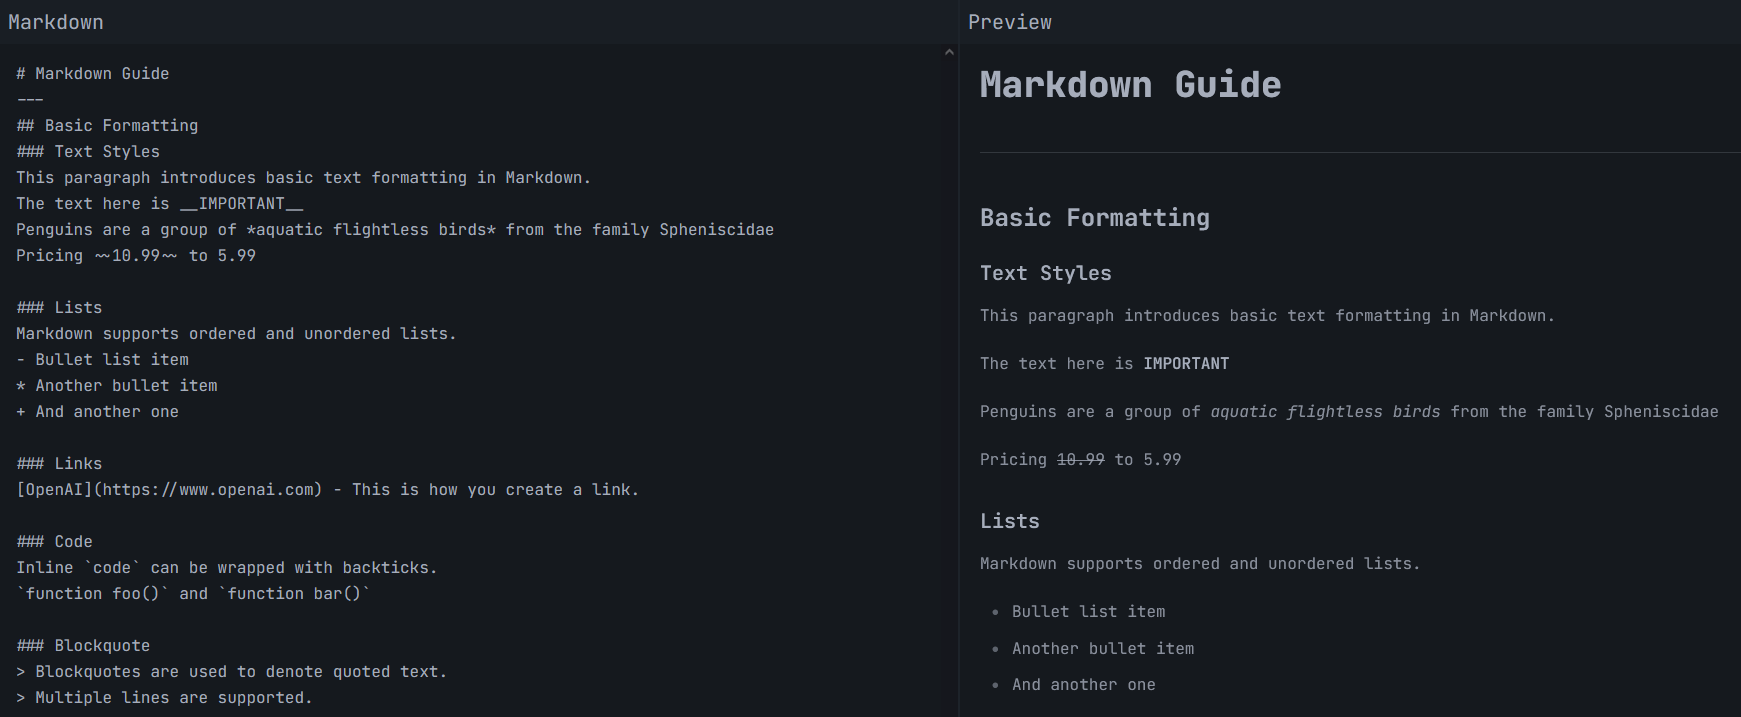 Markdown
# Markdown Guide
---
## Basic Formatting
### Text Styles
This paragraph introduces basic text formatting in Markdown.
The text here is __IMPORTANT__
Penguins are a group of *aquatic flightless birds* from the family Spheniscidae
Pricing ~~10.99~~ to 5.99
### Lists
Markdown supports ordered and unordered lists.
- Bullet list item
* Another bullet item
+ And another one
### Links
[OpenAI](https://www.openai.com) - This is how you create a link.
### Code
Inline `code` can be wrapped with backticks.
`function foo()` and `function bar()`
### Blockquote
> Blockquotes are used to denote quoted text.
> Multiple lines are supported.
Preview
Markdown Guide
Basic Formatting
Text Styles
This paragraph introduces basic text formatting in Markdown.
The text here is IMPORTANT
Penguins are a group of aquatic flightless birds from the family Spheniscidae
Pricing 10.99 to 5.99
Lists
Markdown supports ordered and unordered lists.
• Bullet list item
• Another bullet item
• And another one